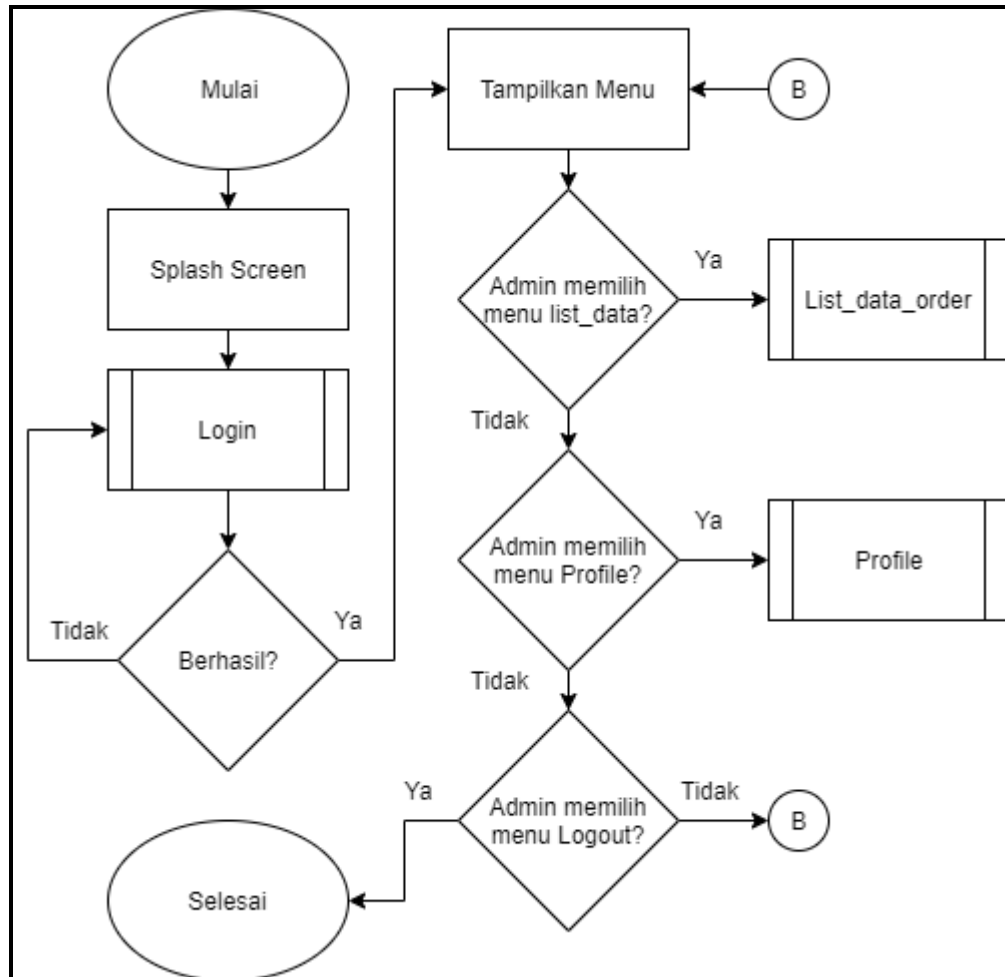 Mulai
Splash Screen
Login
Berhasil?
Tidak
Ya
Tampilkan Menu
B
Admin memilih
menu list_data?
Ya
List_data_order
Tidak
Admin memilih
menu Profile?
Ya
Profile
Tidak
Admin memilih
menu Logout?
Ya
Tidak
B
Selesai